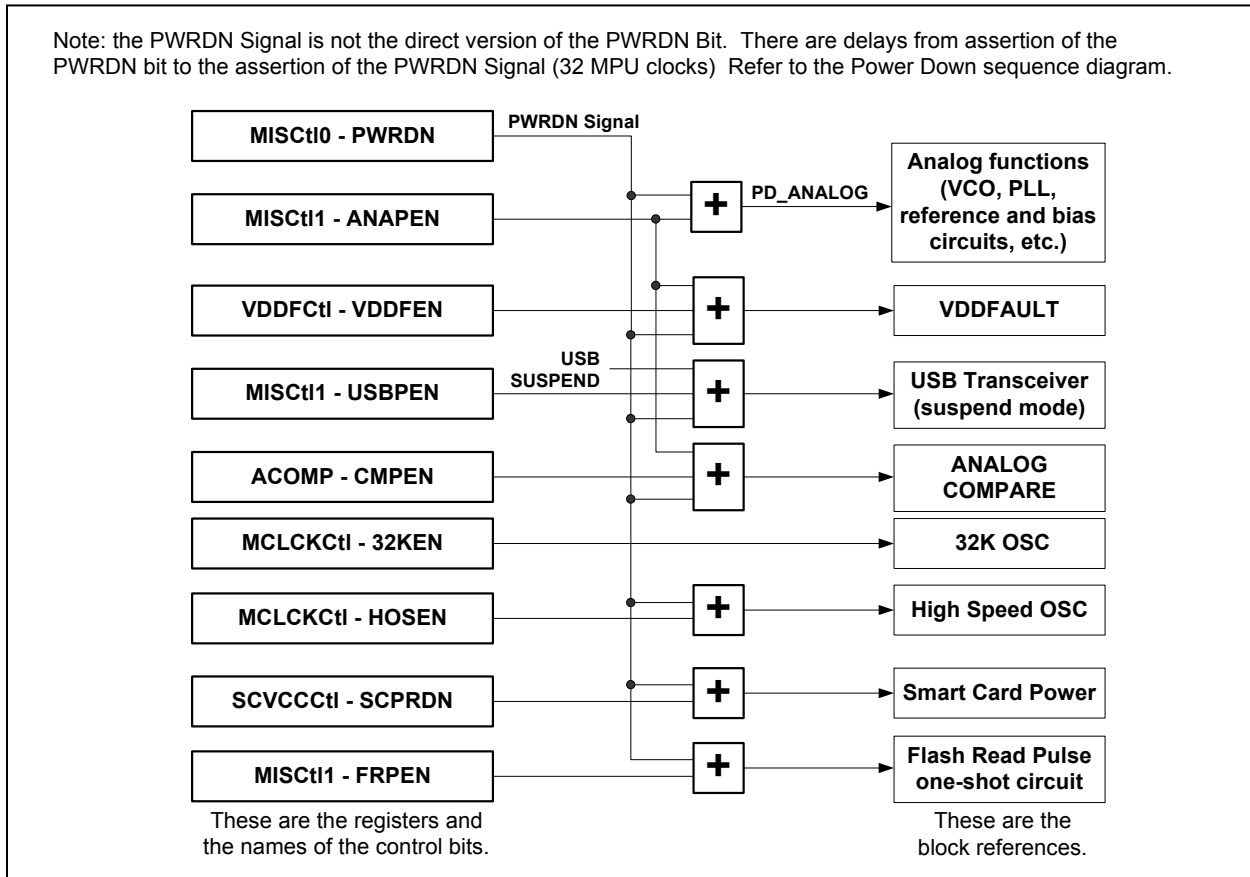 Note: the PWRDN Signal is not the direct version of the PWRDN Bit. There are delays from assertion of the
PWRDN bit to the assertion of the PWRDN Signal (32 MPU clocks) Refer to the Power Down sequence diagram.
MISCtl0 - PWRDN
PWRDN Signal
MISCtl1 - ANAPEN
+
PD_ANALOG
Analog functions
(VCO, PLL,
reference and bias
circuits, etc.)
VDDFCtl - VDDFEN
+
VDDFAULT
MISCtl1 - USBPEN
USB
SUSPEND
+
USB Transceiver
(suspend mode)
ACOMP - CMPEN
+
ANALOG
COMPARE
MCLCKCtl - 32KEN
32K OSC
MCLCKCtl - HOSEN
+
High Speed OSC
SCVCCCtl - SCPRDN
+
Smart Card Power
MISCtl1 - FRPEN
+
Flash Read Pulse
one-shot circuit
These are the registers and
the names of the control bits.
These are the
block references.